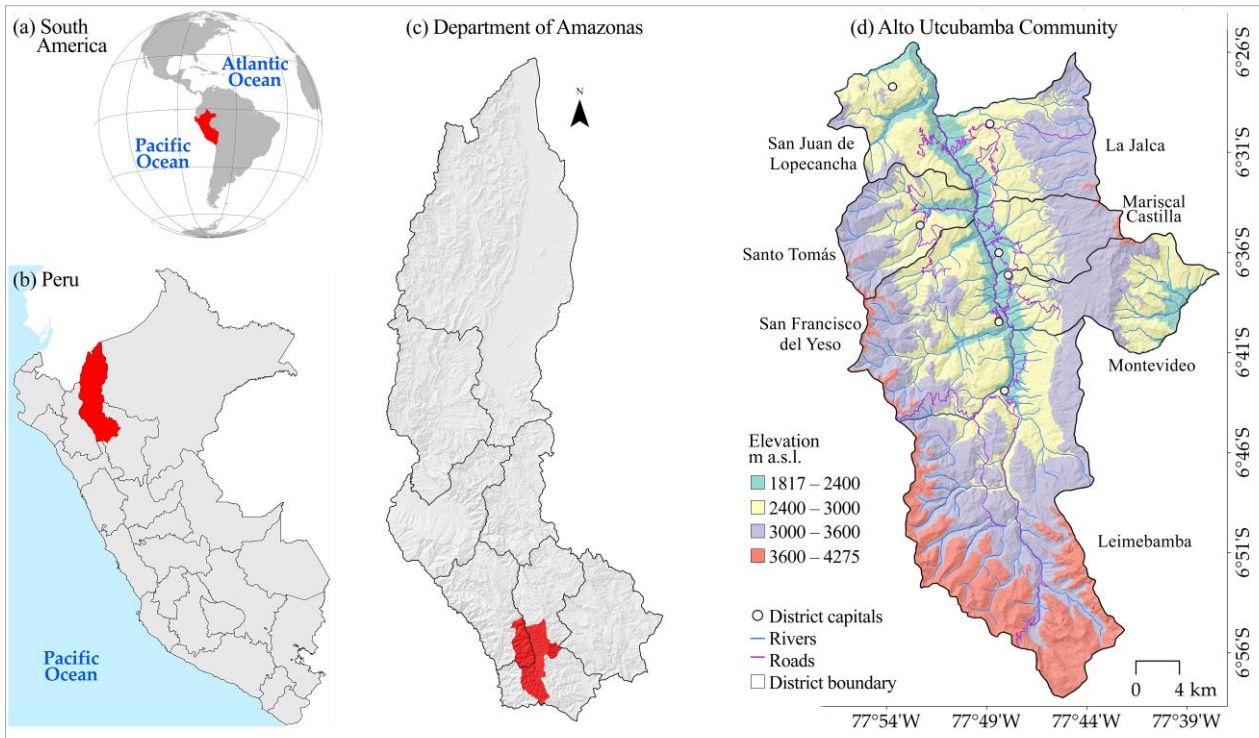 (a) South
America
Atlantic
Ocean
Pacific
Ocean
(b) Peru
Pacific
Ocean
(c) Department of Amazonas
N
(d) Alto Utcubamba Community
San Juan de
Lopecancha
La Jalca
Mariscal
Castilla
Santo Tomás
San Francisco
del Yeso
Montevideo
Leimebamba
Elevation
m a.s.l.
1817 – 2400
2400 – 3000
3000 – 3600
3600 – 4275
District capitals
Rivers
Roads
District boundary
0 4 km
6°26'S
6°31'S
6°36'S
6°41'S
6°46'S
6°51'S
6°56'S
77°54'W 77°49'W 77°44'W 77°39'W